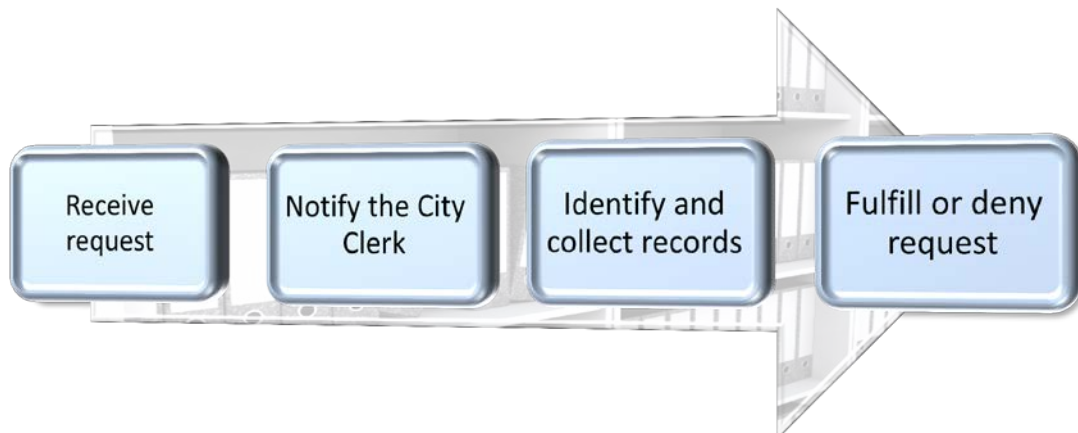 Receive
request
Notify the City
Clerk
Identify and
collect records
Fulfill or deny
request